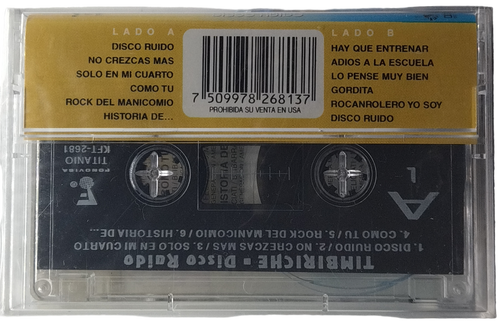 LADO A
DISCO RUIDO
NO CREZCAS MAS
SOLO EN MI CUARTO
COMO TU
ROCK DEL MANICOMIO
HISTORIA DE...
7 509978 268137
PROHIBIDA SU VENTA EN USA
LADO B
HAY QUE ENTRENAR
ADIOS A LA ESCUELA
LO PENSE MUY BIEN
GORDITA
ROCANROLERO YO SOY
DISCO RUIDO
TIMBIRICHE = Disco Raido
1. DISCO RUIDO/2. NO CREZCAS MAS/3. SOLO EN MI CUARTO
4. COMO TU/5. ROCK DEL MANICOMIO/6. HISTORIA DE...
A
L
FONOVISA
TITANIO
KFT-2681